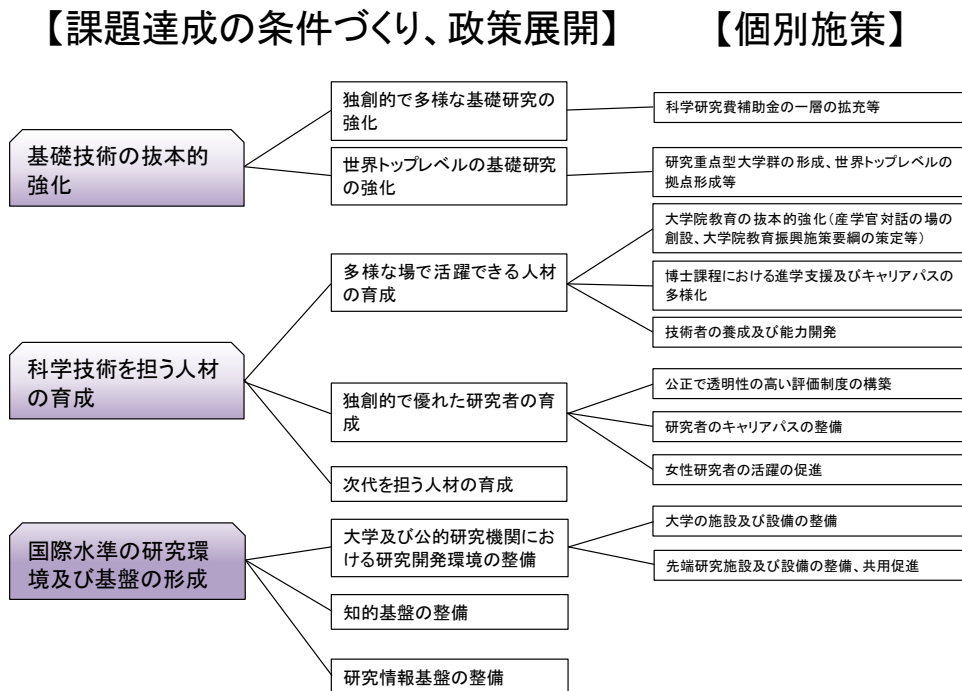 【課題達成の条件づくり、政策展開】
【個別施策】
基礎技術の抜本的
強化
独創的で多様な基礎研究の
強化
科学研究費補助金の一層の拡充等
世界トップレベルの基礎研究
の強化
研究重点型大学群の形成、世界トップレベルの
拠点形成等
科学技術を担う人材
の育成
多様な場で活躍できる人材
の育成
大学院教育の抜本的強化(産学官対話の場の
創設、大学院教育振興施策要綱の策定等)
博士課程における進学支援及びキャリアパスの
多様化
技術者の養成及び能力開発
独創的で優れた研究者の育
成
公正で透明性の高い評価制度の構築
研究者のキャリアパスの整備
女性研究者の活躍の促進
次代を担う人材の育成
国際水準の研究環
境及び基盤の形成
大学及び公的研究機関にお
ける研究開発環境の整備
大学の施設及び設備の整備
先端研究施設及び設備の整備、共用促進
知的基盤の整備
研究情報基盤の整備